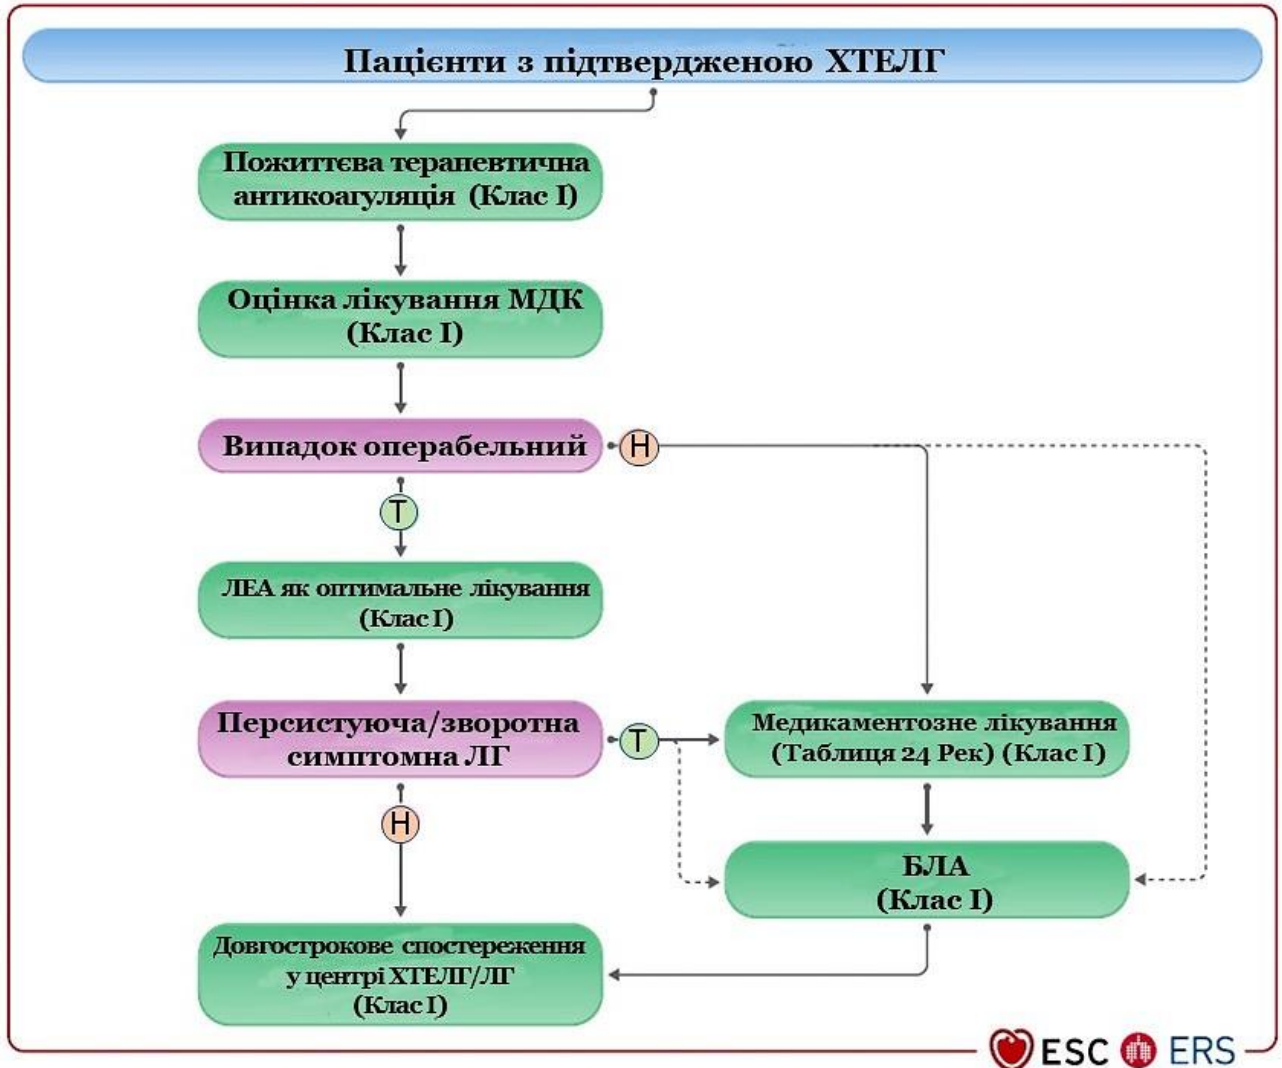 Пацієнти з підтвердженою ХТЕЛГ
Пожиттєва терапевтична
антикоагуляція (Клас I)
Оцінка лікування МДК
(Клас I)
Випадок операбельний
Н
Т
ЛЕА як оптимальне лікування
(Клас I)
Персистуюча/зворотна
симптомна ЛГ
Т
Медикаментозне лікування
(Таблиця 24 Рек) (Клас I)
Н
БЛА
(Клас I)
Довгострокове спостереження
у центрі ХТЕЛГ/ЛГ
(Клас I)
ESC ERS